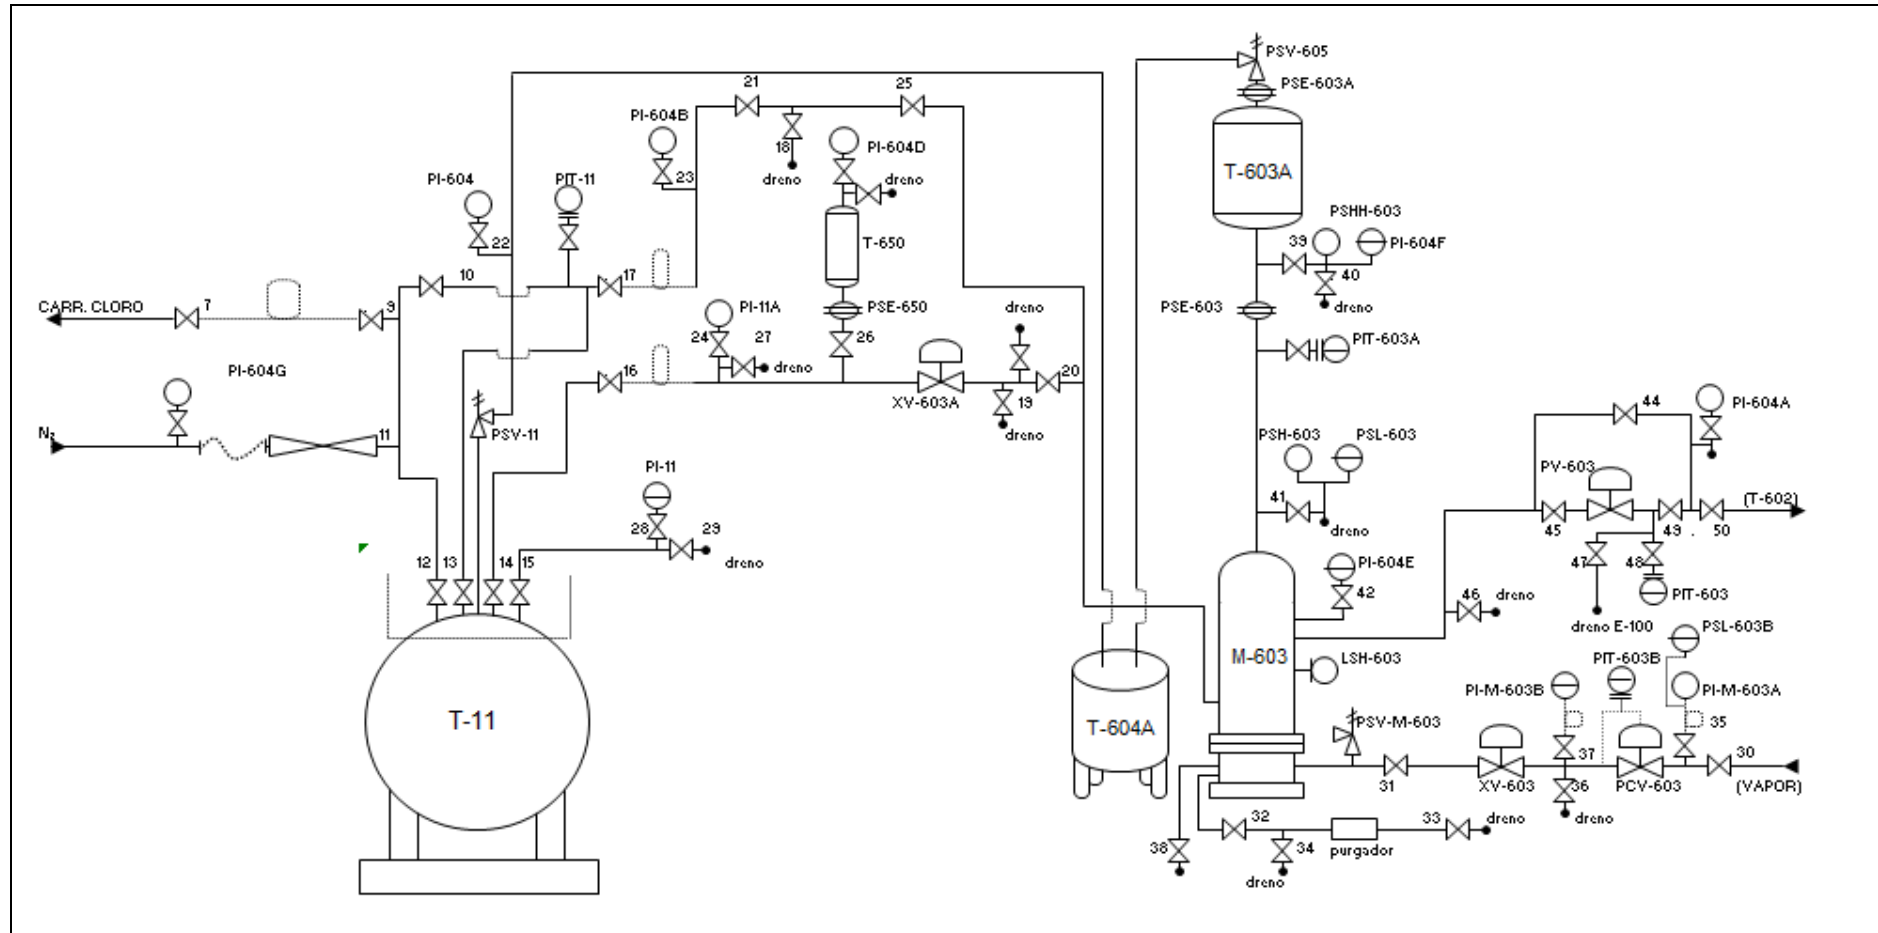 PSV-605
PSE-603A
21
25
PI-604B
18
dreno
PI-604D
dreno
T-603A
PI-604
PIT-11
23
22
T-650
PSHH-603
39
PI-604F
40
dreno
10
17
CARR. CLORO
7
9
PI-11A
24
27
dreno
PSE-650
26
dreno
PSE-603
PIT-603A
PI-604G
16
XV-603A
19
20
dreno
N2
11
PSV-11
PI-11
28
29
dreno
PSH-603
PSL-603
41
dreno
44
PI-604A
PV-603
(T-602)
45
49
.
50
47
48
PIT-603
dreno E-100
12
13
14
15
PI-604E
42
46
dreno
PSL-603B
M-603
LSH-603
PIT-603B
PI-M-603B
PI-M-603A
35
T-11
T-604A
PSV-M-603
37
30
31
XV-603
36
PCV-603
(VAPOR)
dreno
32
33
dreno
38
34
purgador
dreno